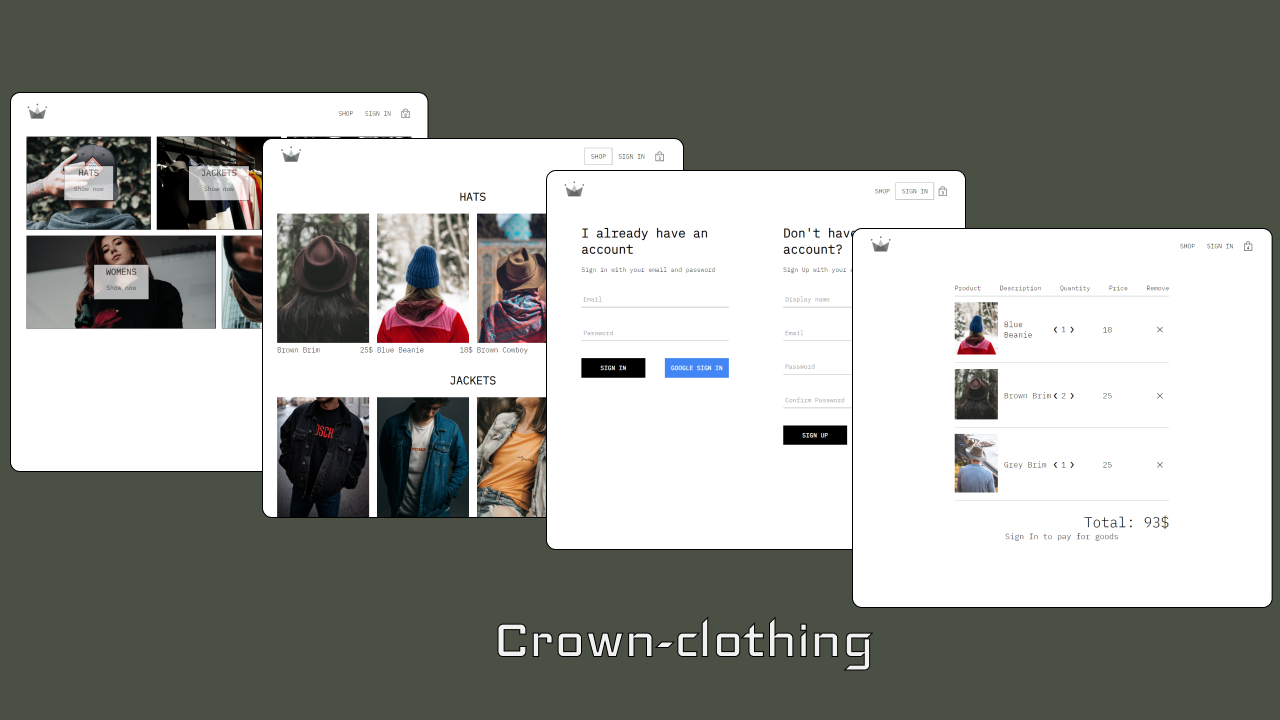 SHOP SIGN IN
HATS
Show now
JACKETS
Show now
WOMENS
Show now
SHOP SIGN IN
HATS
Brown Brim 25$ Blue Beanie 18$ Brown Cowboy
JACKETS
SHOP SIGN IN
I already have an
account
Sign in with your email and password
Email
Password
SIGN IN GOOGLE SIGN IN
Don't have
account?
Sign Up with your
Display name
Email
Password
Confirm Password
SIGN UP
SHOP SIGN IN
Product Description Quantity Price Remove
Blue
Beanie
❮ 1 ❯ 18 ✕
Brown Brim ❮ 2 ❯ 25 ✕
Grey Brim ❮ 1 ❯ 25 ✕
Total: 93$
Sign In to pay for goods
Crown-clothing